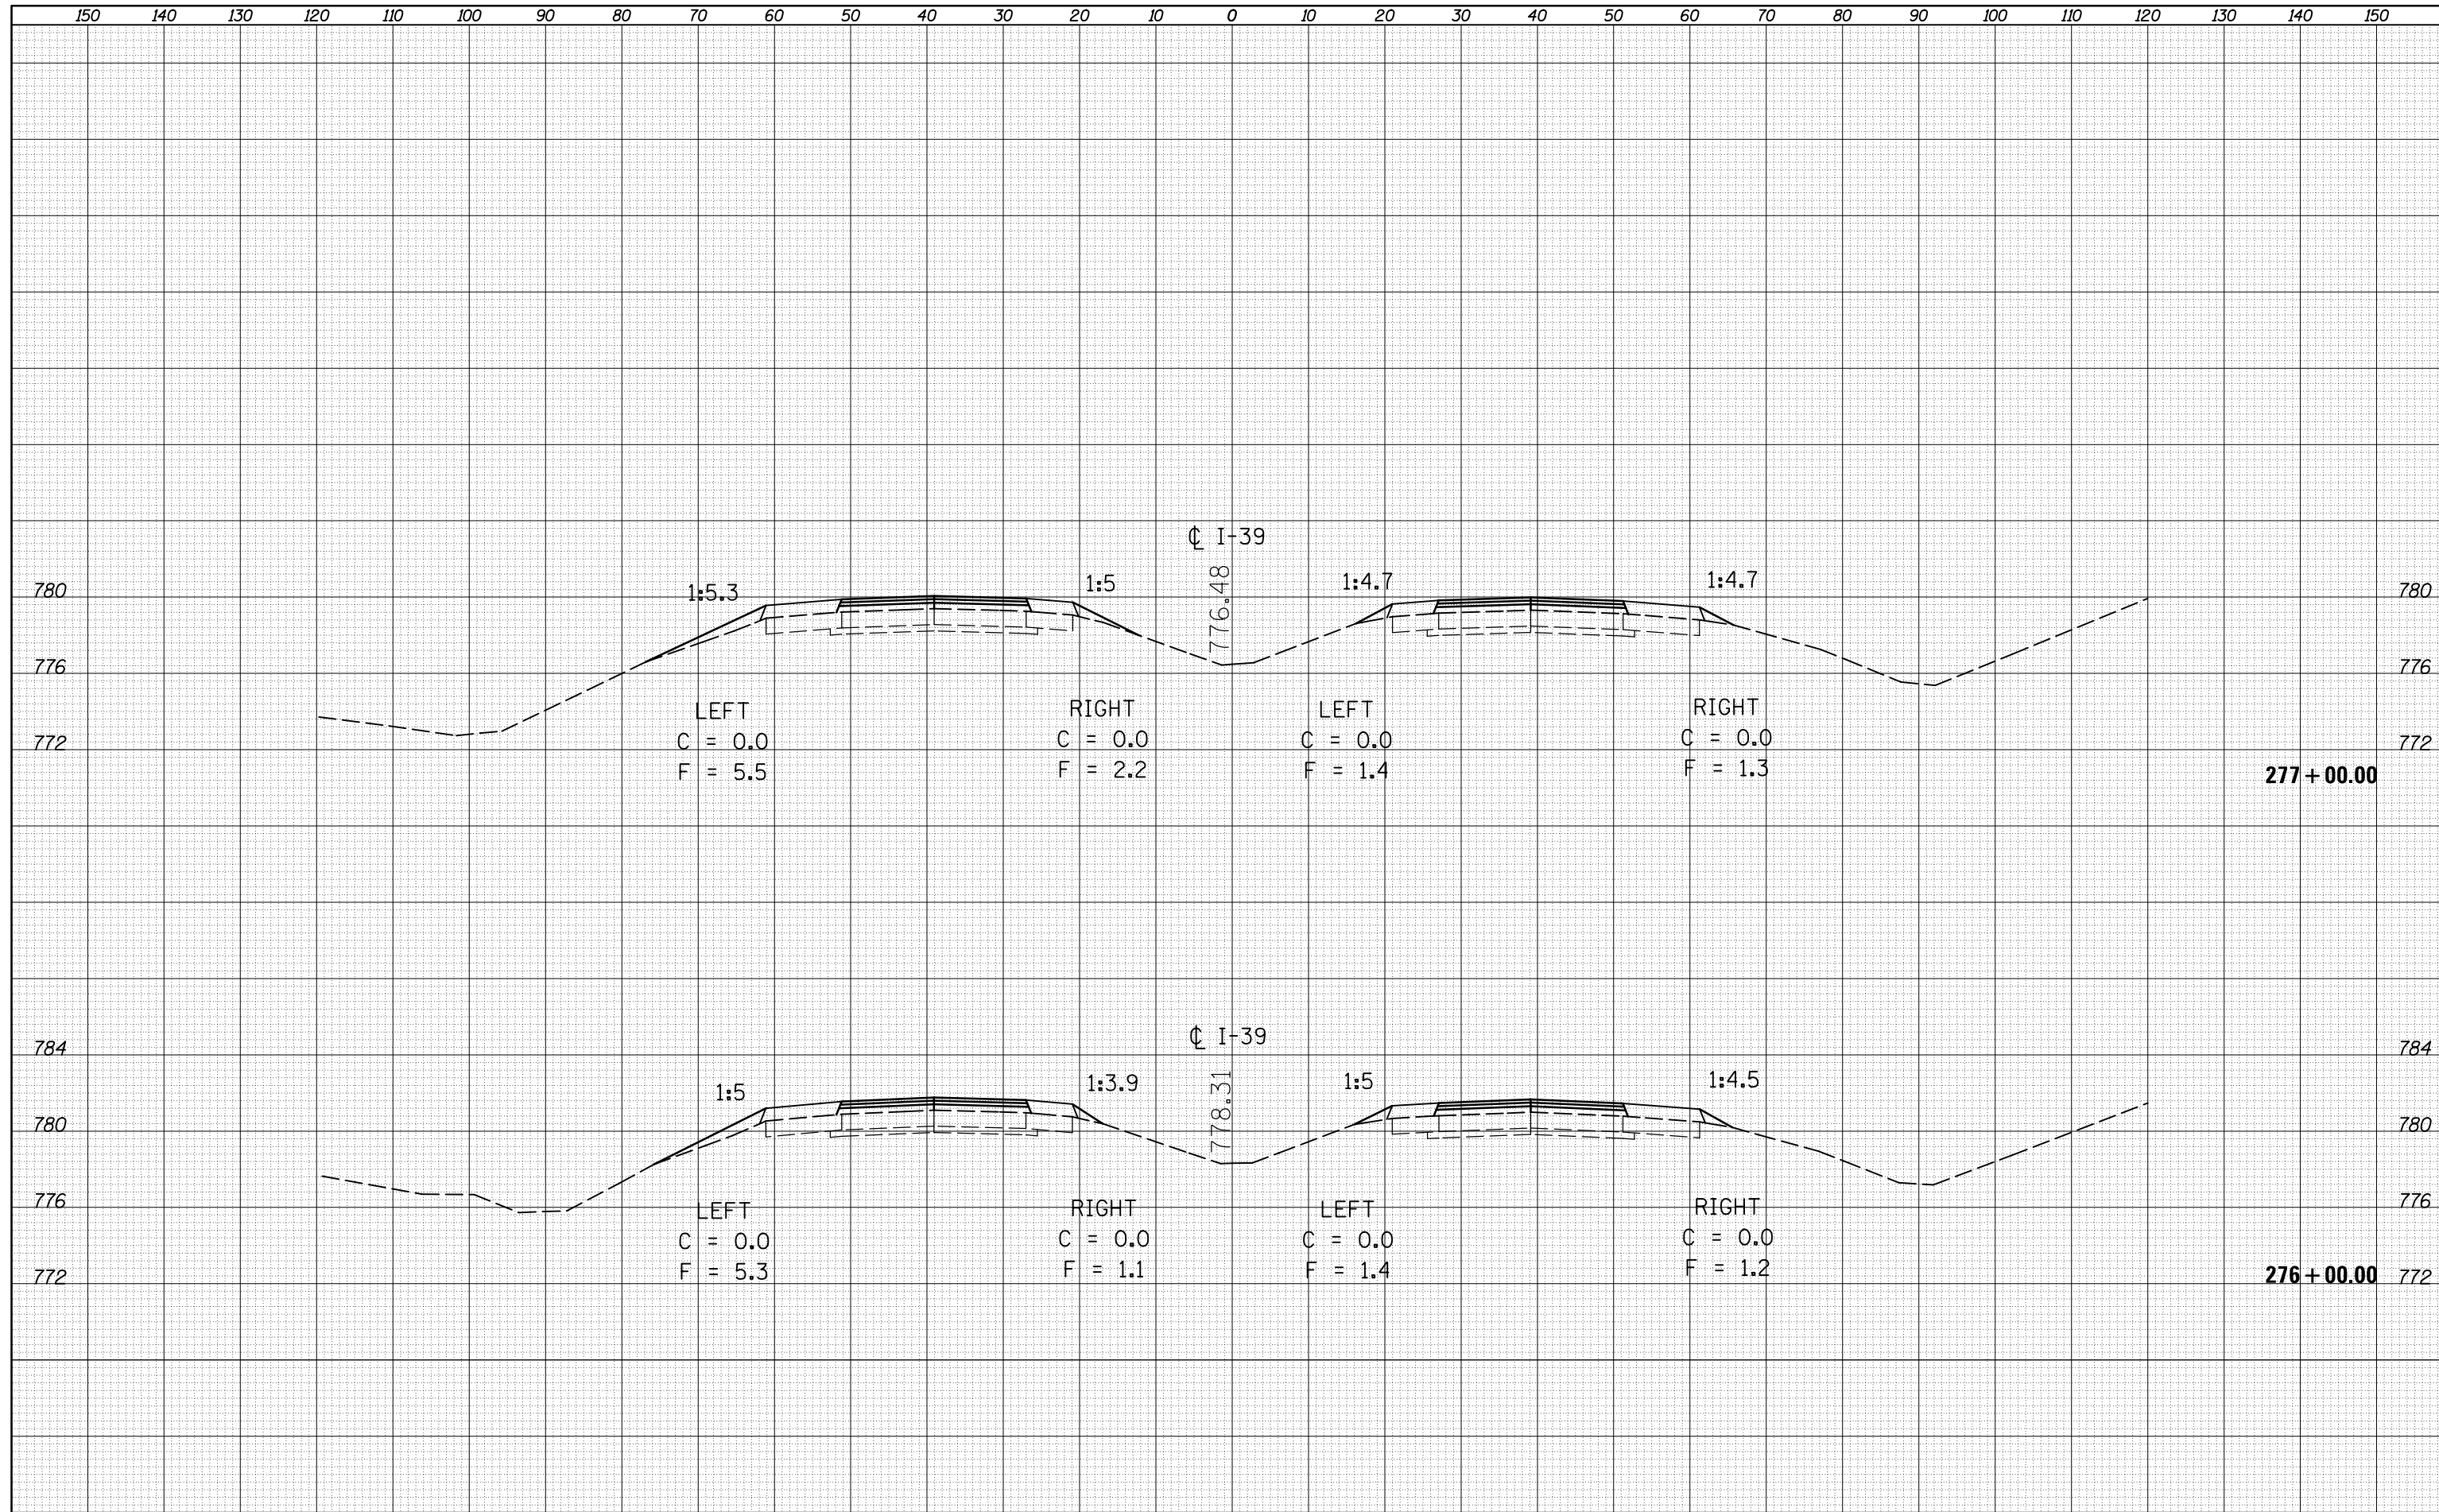 150 140 130 120 110 100 90 80 70 60 50 40 30 20 10 0 10 20 30 40 50 60 70 80 90 100 110 120 130 140 150
℄ I-39
776.48
1:5.3 1:5 1:4.7 1:4.7
780 780
776 776
LEFT RIGHT LEFT RIGHT
C = 0.0 C = 0.0 C = 0.0 C = 0.0
772 772
F = 5.5 F = 2.2 F = 1.4 F = 1.3
277+00.00
℄ I-39
784 784
778.31
1:5 1:3.9 1:5 1:4.5
780 780
776 776
LEFT RIGHT LEFT RIGHT
C = 0.0 C = 0.0 C = 0.0 C = 0.0
F = 5.3 F = 1.1 F = 1.4 F = 1.2
772 276+00.00 772